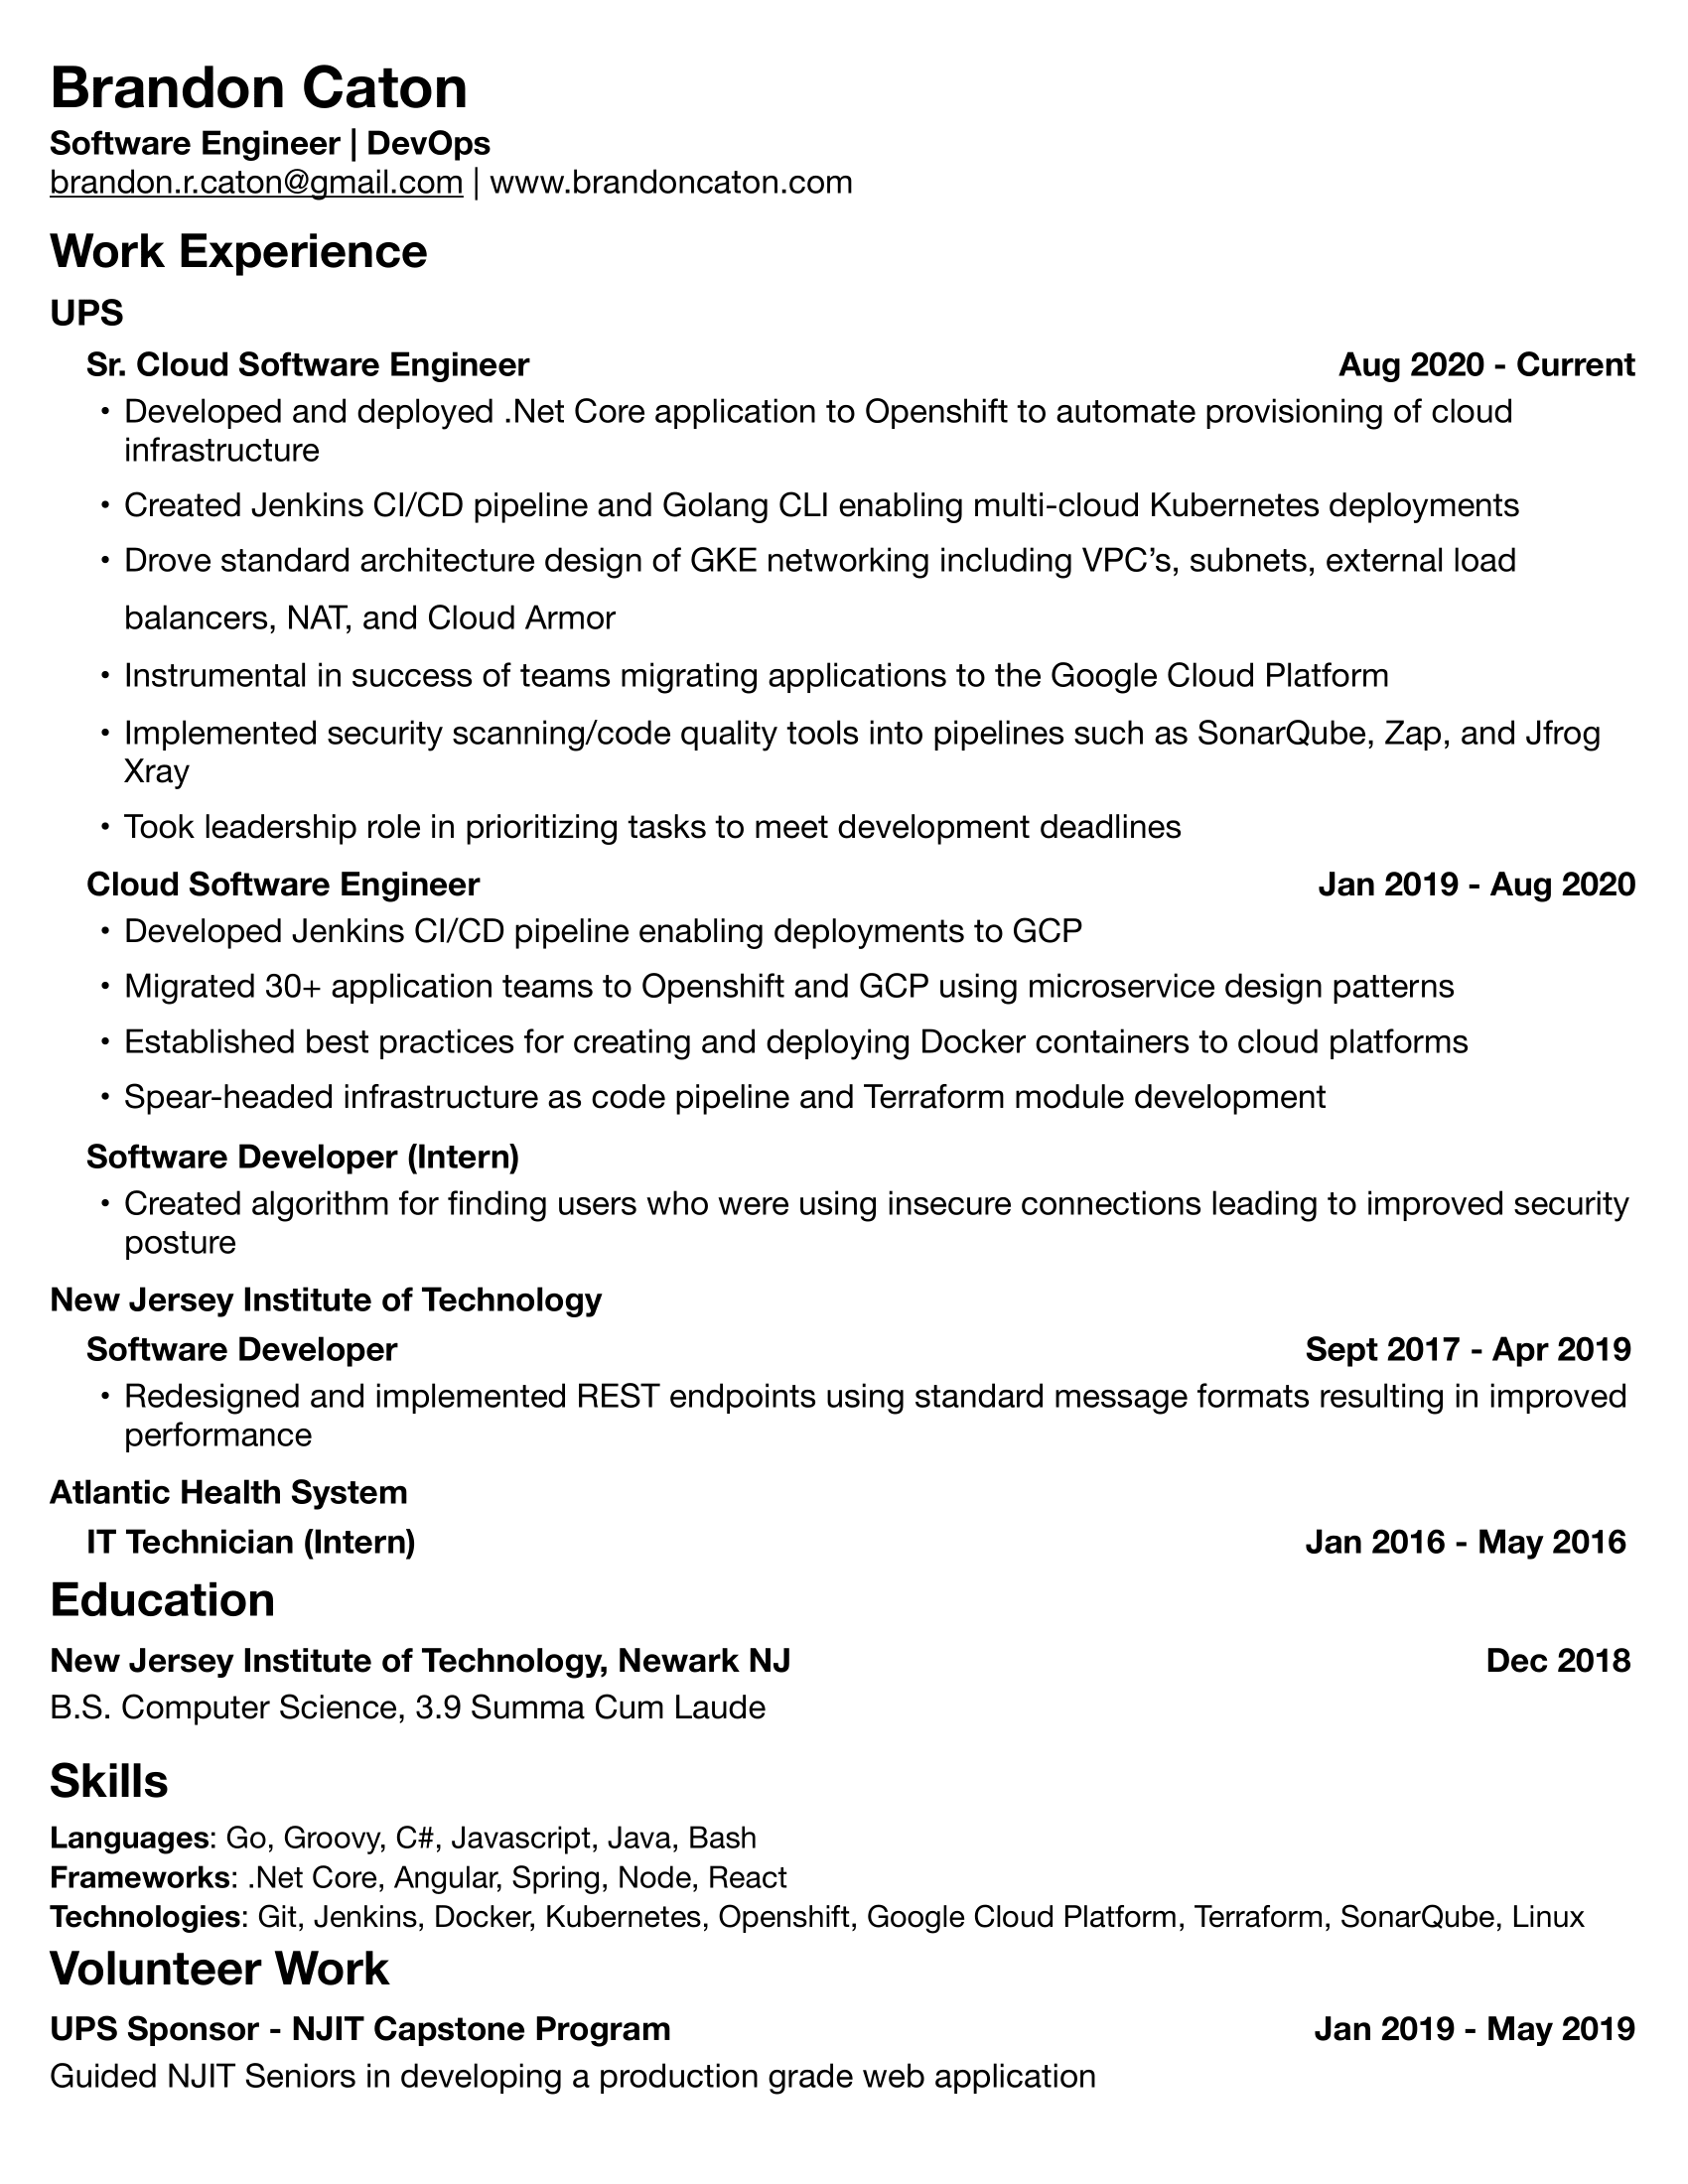 Brandon Caton
Software Engineer | DevOps
brandon.r.caton@gmail.com | www.brandoncaton.com
Work Experience
UPS
Sr. Cloud Software Engineer Aug 2020 - Current
• Developed and deployed .Net Core application to Openshift to automate provisioning of cloud
infrastructure
• Created Jenkins CI/CD pipeline and Golang CLI enabling multi-cloud Kubernetes deployments
• Drove standard architecture design of GKE networking including VPC’s, subnets, external load
balancers, NAT, and Cloud Armor
• Instrumental in success of teams migrating applications to the Google Cloud Platform
• Implemented security scanning/code quality tools into pipelines such as SonarQube, Zap, and Jfrog
Xray
• Took leadership role in prioritizing tasks to meet development deadlines
Cloud Software Engineer Jan 2019 - Aug 2020
• Developed Jenkins CI/CD pipeline enabling deployments to GCP
• Migrated 30+ application teams to Openshift and GCP using microservice design patterns
• Established best practices for creating and deploying Docker containers to cloud platforms
• Spear-headed infrastructure as code pipeline and Terraform module development
Software Developer (Intern)
• Created algorithm for finding users who were using insecure connections leading to improved security
posture
New Jersey Institute of Technology
Software Developer Sept 2017 - Apr 2019
• Redesigned and implemented REST endpoints using standard message formats resulting in improved
performance
Atlantic Health System
IT Technician (Intern) Jan 2016 - May 2016
Education
New Jersey Institute of Technology, Newark NJ Dec 2018
B.S. Computer Science, 3.9 Summa Cum Laude
Skills
Languages: Go, Groovy, C#, Javascript, Java, Bash
Frameworks: .Net Core, Angular, Spring, Node, React
Technologies: Git, Jenkins, Docker, Kubernetes, Openshift, Google Cloud Platform, Terraform, SonarQube, Linux
Volunteer Work
UPS Sponsor - NJIT Capstone Program Jan 2019 - May 2019
Guided NJIT Seniors in developing a production grade web application